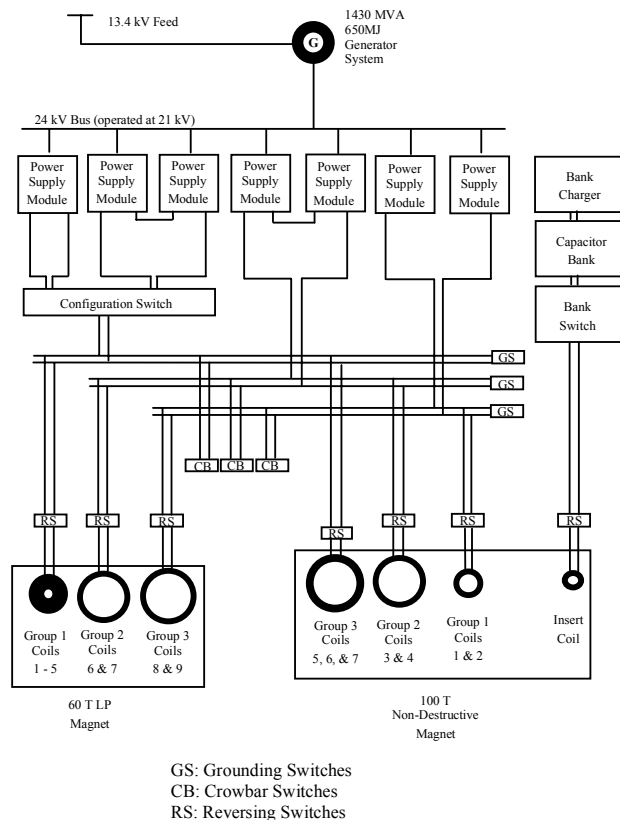 13.4 kV Feed
G
1430 MVA
650MJ
Generator
System
24 kV Bus (operated at 21 kV)
Power
Supply
Module
Power
Supply
Module
Power
Supply
Module
Power
Supply
Module
Power
Supply
Module
Power
Supply
Module
Power
Supply
Module
Bank
Charger
Capacitor
Bank
Bank
Switch
Configuration Switch
GS
GS
GS
CB
CB
CB
RS
RS
RS
RS
RS
RS
RS
Group 1
Coils
1 - 5
Group 2
Coils
6 & 7
Group 3
Coils
8 & 9
Group 3
Coils
5, 6, & 7
Group 2
Coils
3 & 4
Group 1
Coils
1 & 2
Insert
Coil
60 T LP
Magnet
100 T
Non-Destructive
Magnet
GS: Grounding Switches
CB: Crowbar Switches
RS: Reversing Switches